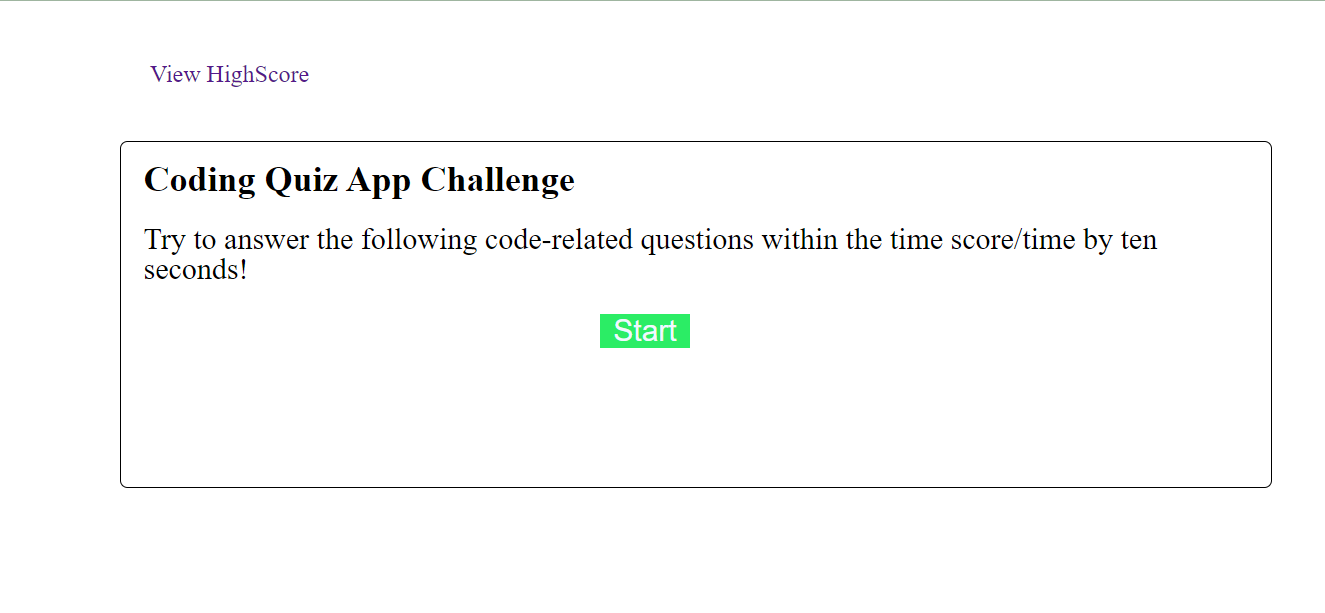 View HighScore
Coding Quiz App Challenge
Try to answer the following code-related questions within the time score/time by ten
seconds!
Start